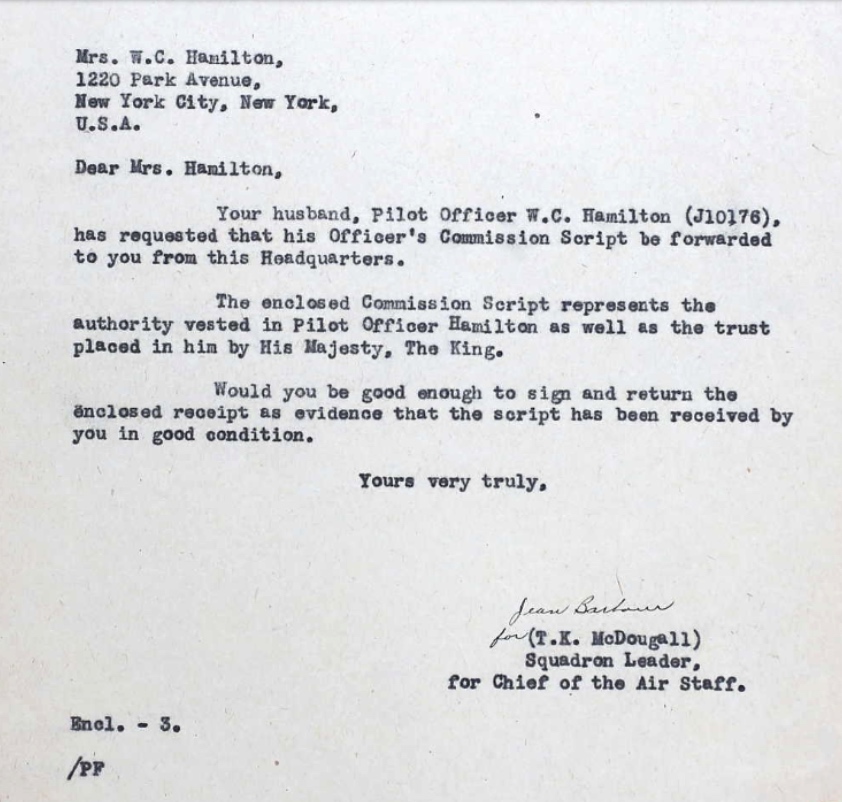 Mrs. W.C. Hamilton,
1220 Park Avenue,
New York City, New York,
U.S.A.
Dear Mrs. Hamilton,
Your husband, Pilot Officer W.C. Hamilton (J10176),
has requested that his Officer's Commission Script be forwarded
to you from this Headquarters.
The enclosed Commission Script represents the
authority vested in Pilot Officer Hamilton as well as the trust
placed in him by His Majesty, The King.
Would you be good enough to sign and return the
enclosed receipt as evidence that the script has been received by
you in good condition.
Yours very truly,
Jean Barbour
for (T.K. McDougall)
Squadron Leader,
for Chief of the Air Staff.
Encl. - 3.
/PF